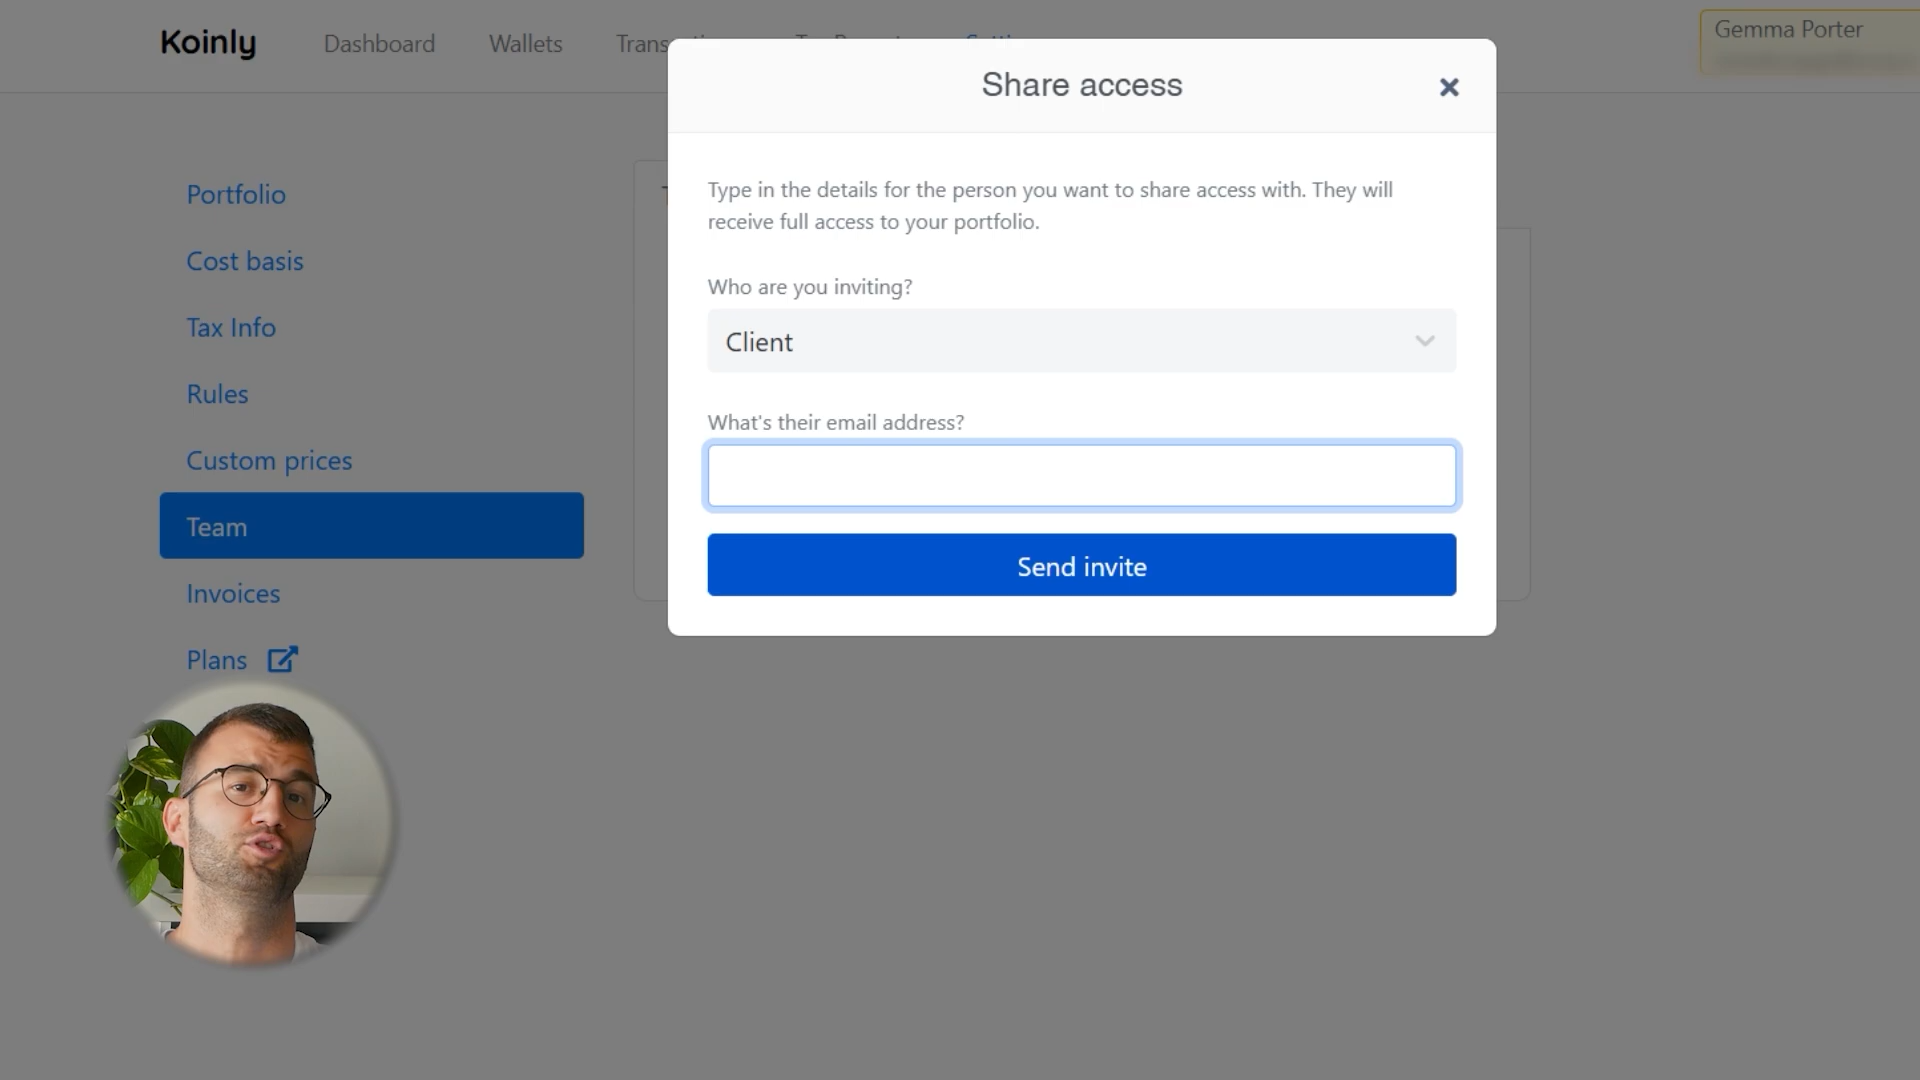 Koinly
Dashboard
Wallets
Gemma Porter
Share access
Portfolio
Cost basis
Tax Info
Rules
Custom prices
Team
Invoices
Plans
Type in the details for the person you want to share access with. They will
receive full access to your portfolio.
Who are you inviting?
Client
What's their email address?
Send invite